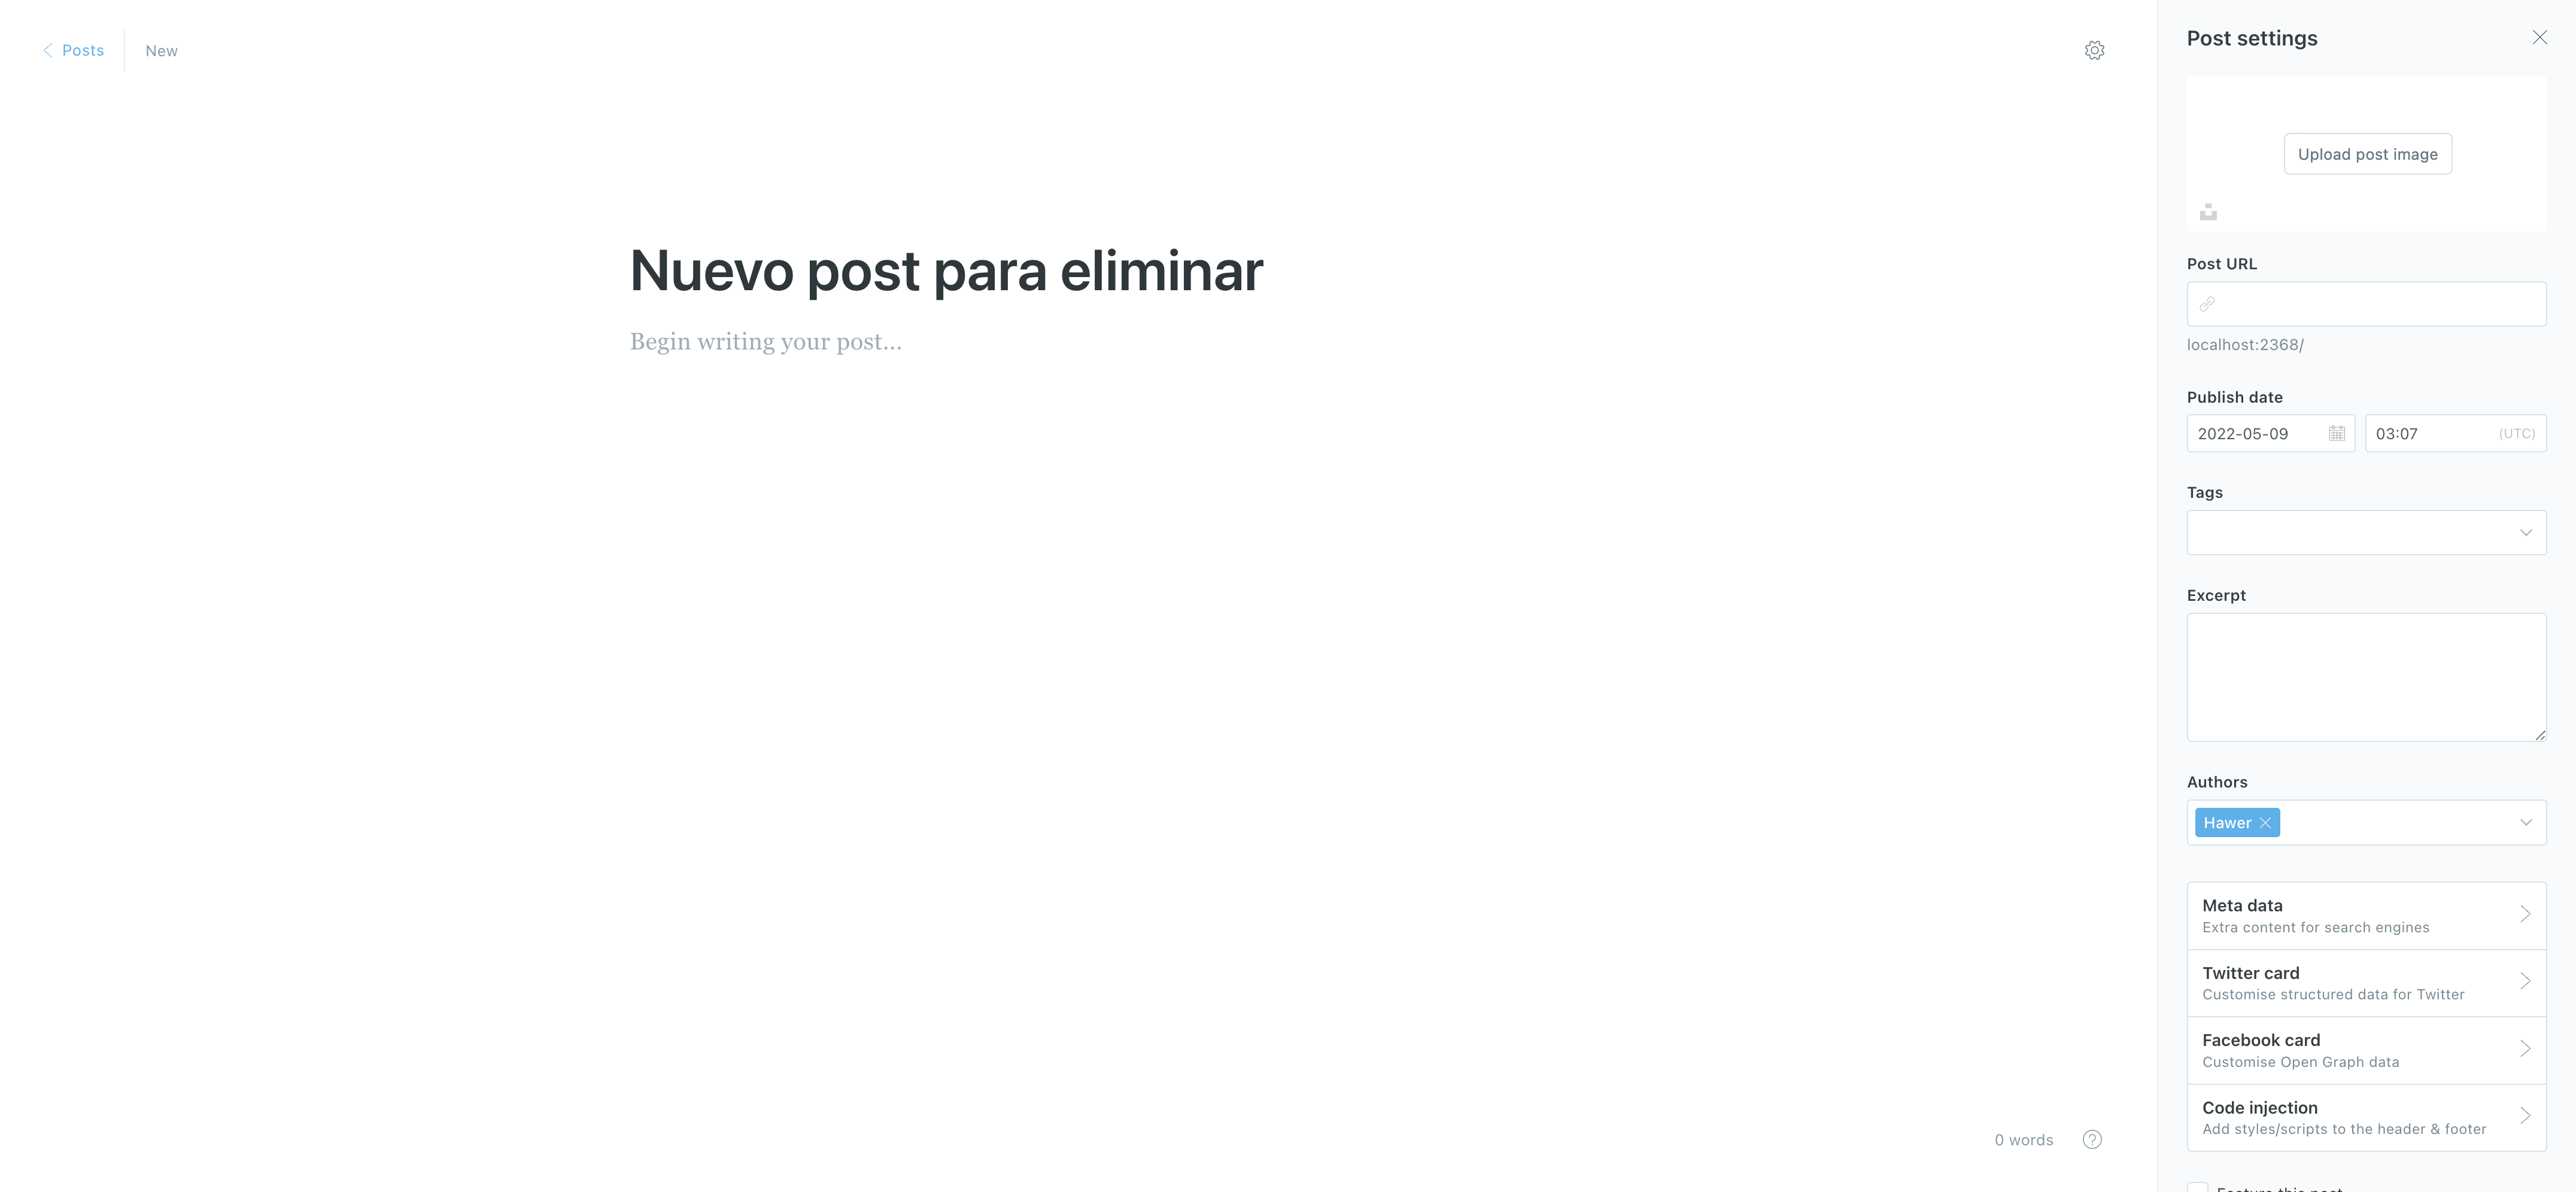 Posts
New
Nuevo post para eliminar
Begin writing your post...
0 words
?
Post settings
Upload post image
Post URL
localhost:2368/
Publish date
2022-05-09
03:07 (UTC)
Tags
Excerpt
Authors
Hawer
Meta data
Extra content for search engines
Twitter card
Customise structured data for Twitter
Facebook card
Customise Open Graph data
Code injection
Add styles/scripts to the header & footer
Feature this post